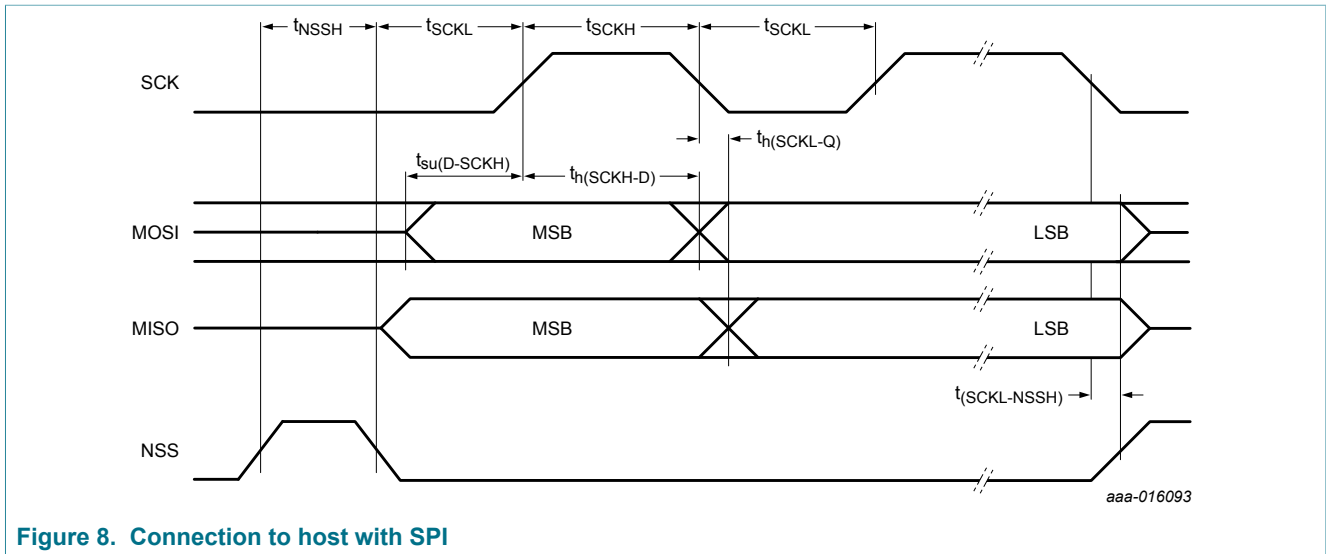 tNSSH tSCKL tSCKH tSCKL
SCK
th(SCKL-Q)
tsu(D-SCKH) th(SCKH-D)
MOSI MSB LSB
MISO MSB LSB
t(SCKL-NSSH)
NSS
aaa-016093
Figure 8. Connection to host with SPI